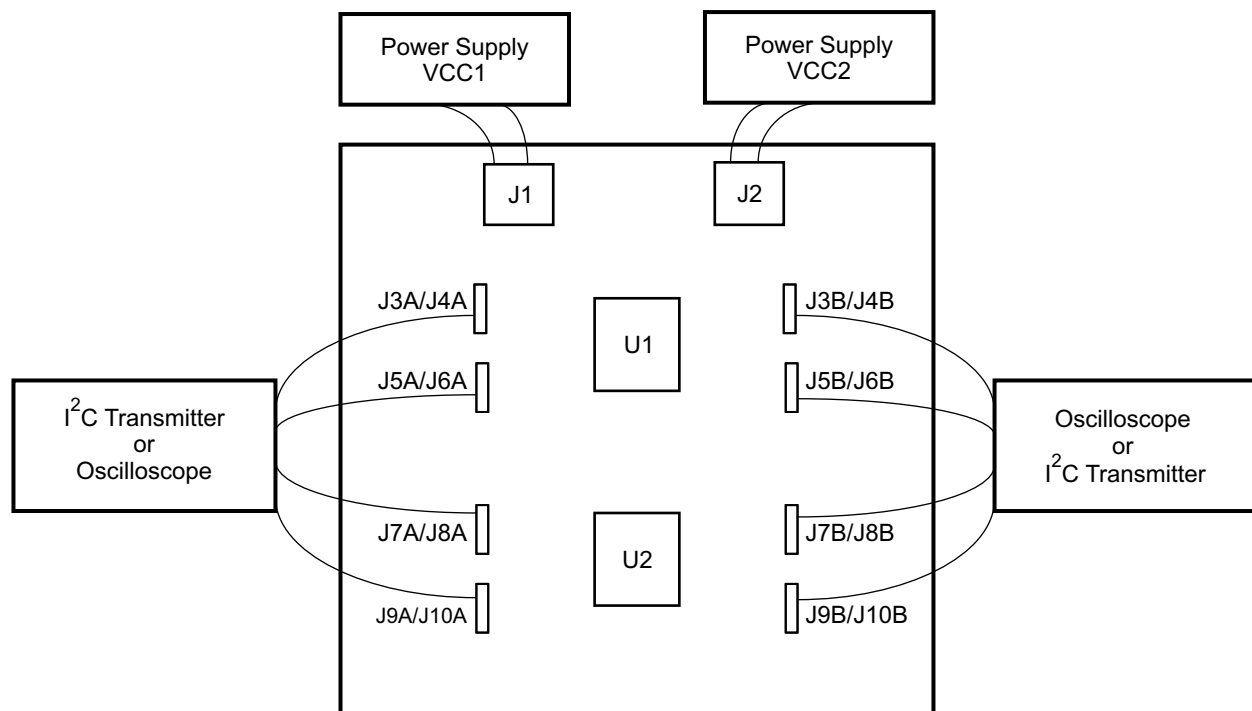 Power Supply
VCC1
Power Supply
VCC2
J1
J2
J3A/J4A
J3B/J4B
U1
J5A/J6A
J5B/J6B
I²C Transmitter
or
Oscilloscope
Oscilloscope
or
I²C Transmitter
J7A/J8A
J7B/J8B
U2
J9A/J10A
J9B/J10B